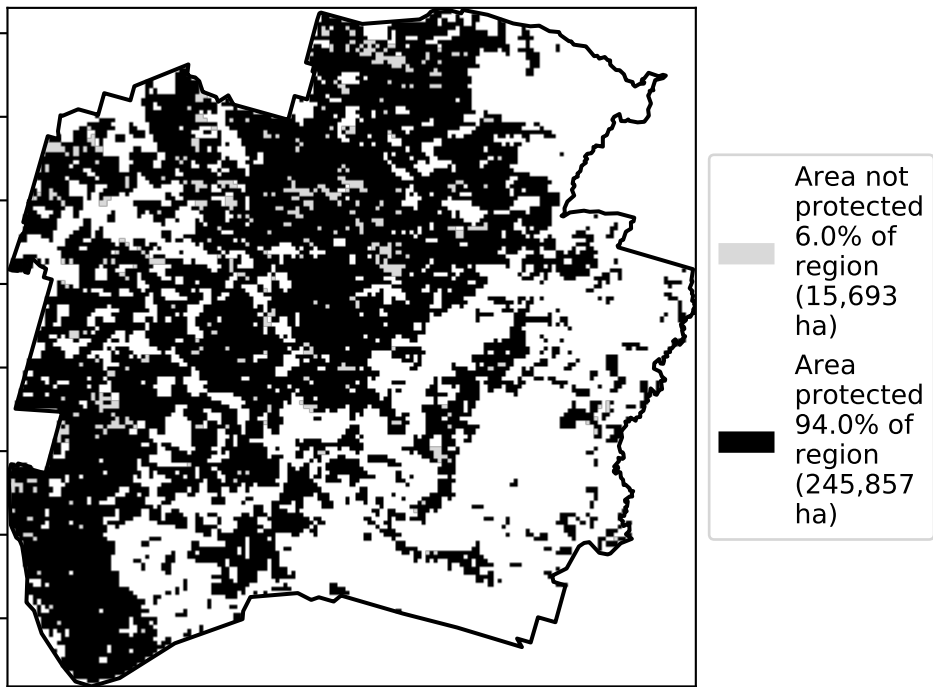 Area not
protected
6.0% of
region
(15,693
ha)
Area
protected
94.0% of
region
(245,857
ha)